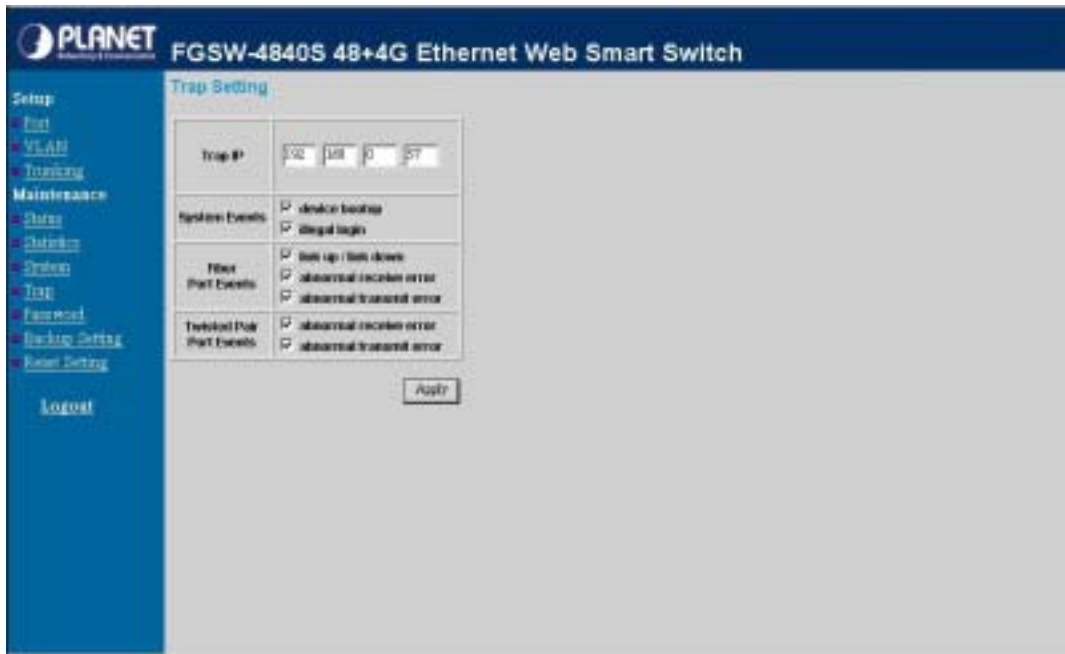 PLANET
Networking & Communication
FGSW-4840S 48+4G Ethernet Web Smart Switch
Setup
Port
VLAN
Trunking
Maintenance
Status
Statistics
System
Trap
Password
Backup Setting
Reset Setting
Logout
Trap Setting
Trap IP 192 168 0 57
System Events
device bootup
illegal login
Fiber
Port Events
link up / link down
abnormal receive error
abnormal transmit error
Twisted Pair
Port Events
abnormal receive error
abnormal transmit error
Apply